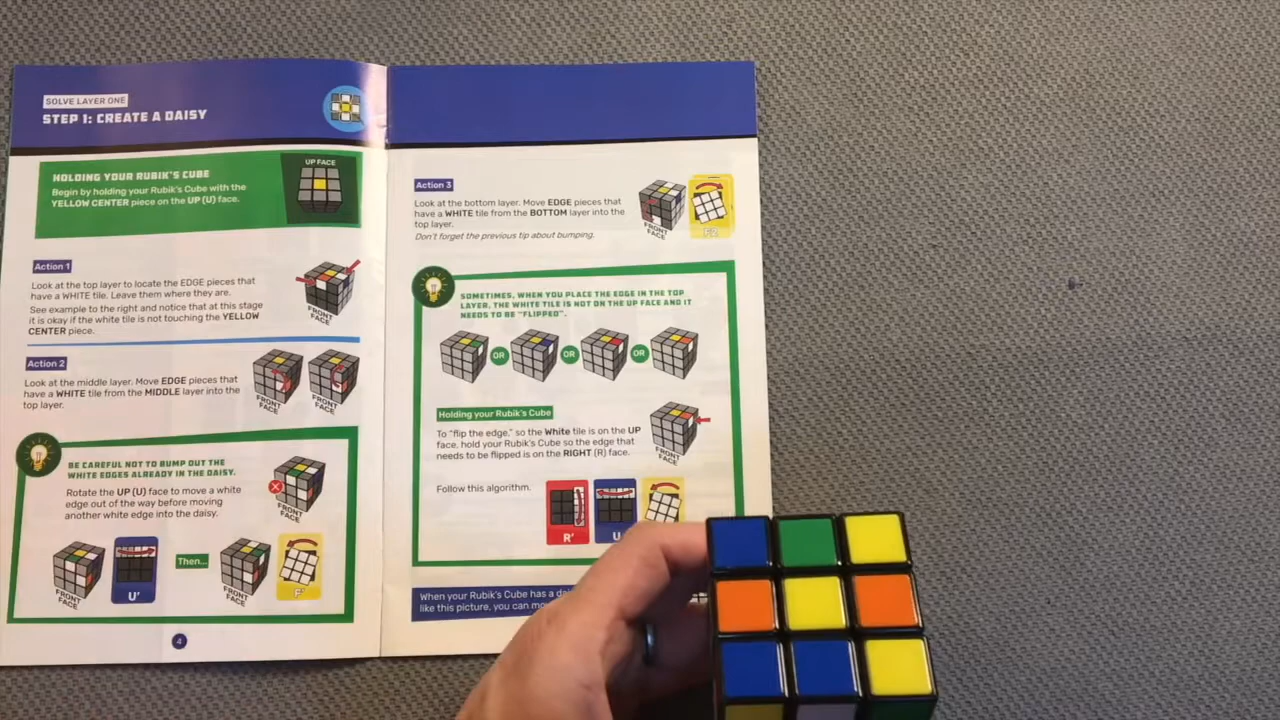 SOLVE LAYER ONE
STEP 1: CREATE A DAISY
HOLDING YOUR RUBIK'S CUBE
Begin by holding your Rubik's Cube with the
YELLOW CENTER piece on the UP (U) face.
UP FACE
Action 1
Look at the top layer to locate the EDGE pieces that
have a WHITE tile. Leave them where they are.
See example to the right and notice that at this stage
it is okay if the white tile is not touching the YELLOW
CENTER piece.
FRONT
FACE
Action 2
Look at the middle layer. Move EDGE pieces that
have a WHITE tile from the MIDDLE layer into the
top layer.
FRONT
FACE
FRONT
FACE
BE CAREFUL NOT TO BUMP OUT THE
WHITE EDGES ALREADY IN THE DAISY.
Rotate the UP (U) face to move a white
edge out of the way before moving
another white edge into the daisy.
FRONT
FACE
FRONT
FACE
U'
Then...
FRONT
FACE
F'
4
Action 3
Look at the bottom layer. Move EDGE pieces that
have a WHITE tile from the BOTTOM layer into the
top layer.
Don't forget the previous tip about bumping.
FRONT
FACE
F2
SOMETIMES, WHEN YOU PLACE THE EDGE IN THE TOP
LAYER, THE WHITE TILE IS NOT ON THE UP FACE AND IT
NEEDS TO BE "FLIPPED".
OR
OR
OR
Holding your Rubik's Cube
To "flip the edge," so the White tile is on the UP
face, hold your Rubik's Cube so the edge that
needs to be flipped is on the RIGHT (R) face.
FRONT
FACE
Follow this algorithm.
R'
U
When your Rubik's Cube has a
like this picture, you can